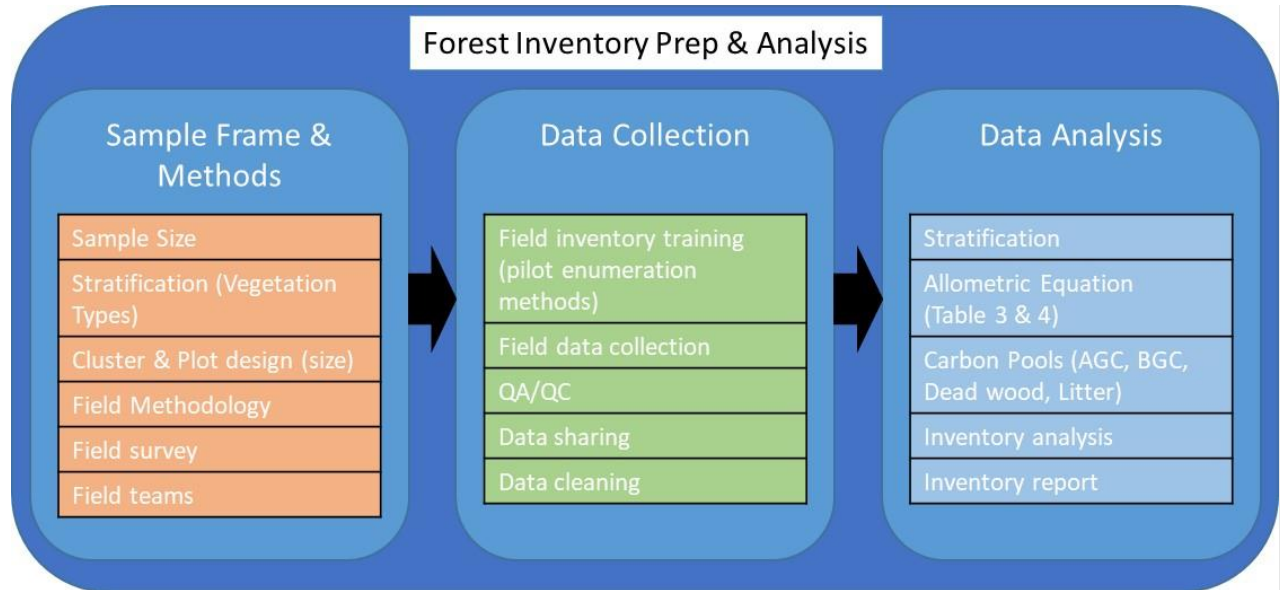 Forest Inventory Prep & Analysis
Sample Frame &
Methods
Sample Size
Stratification (Vegetation
Types)
Cluster & Plot design (size)
Field Methodology
Field survey
Field teams
Data Collection
Field inventory training
(pilot enumeration
methods)
Field data collection
QA/QC
Data sharing
Data cleaning
Data Analysis
Stratification
Allometric Equation
(Table 3 & 4)
Carbon Pools (AGC, BGC,
Dead wood, Litter)
Inventory analysis
Inventory report